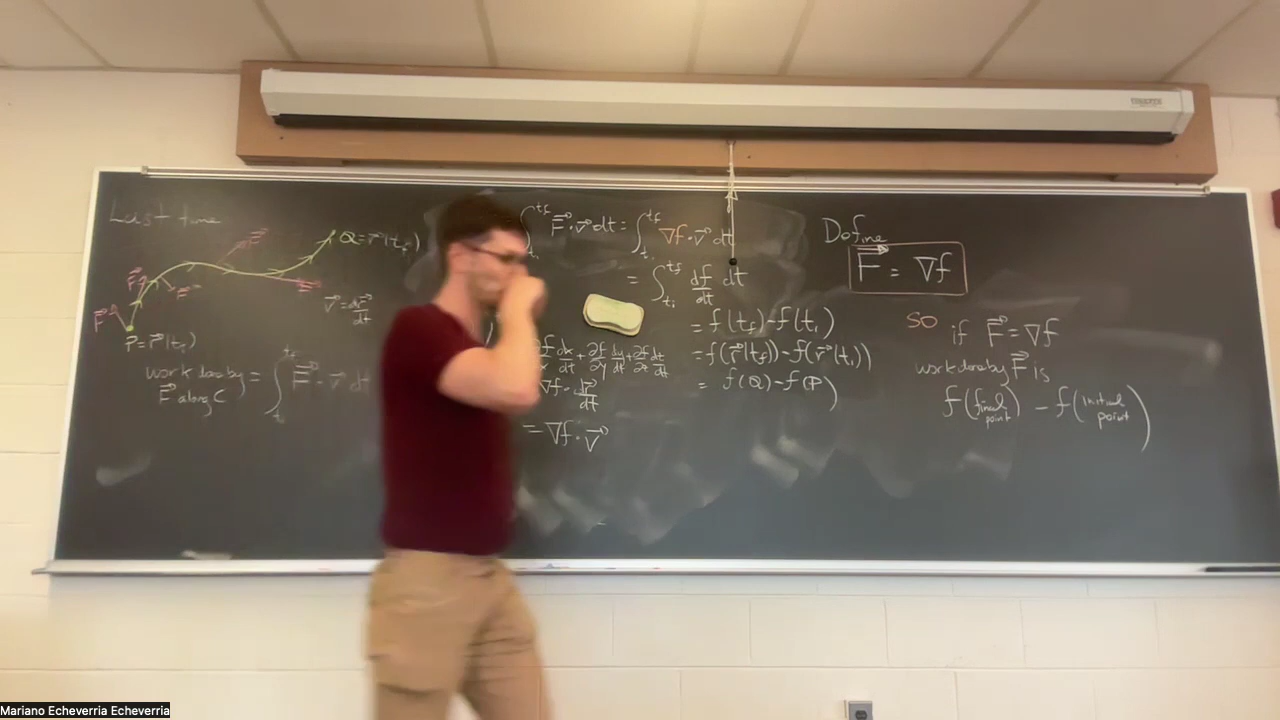 Last time
F
F
F
F
F
Q = r(t_f)
P = r(t_i)
v = dr/dt
work done by
F along C
= ∫_{t_i}^{t_f} F · v dt
∫_{t_i}^{t_f} F · v dt = ∫_{t_i}^{t_f} ∇f · v dt
= ∫_{t_i}^{t_f} df/dt dt
= f(t_f) - f(t_i)
= f(r(t_f)) - f(r(t_i))
= f(Q) - f(P)
∂f/∂x dx/dt + ∂f/∂y dy/dt + ∂f/∂z dz/dt
∇f · dr/dt
= ∇f · v
Define
F = ∇f
SO if F = ∇f
work done by F is
f(final point) - f(initial point)
Mariano Echeverria Echeverria